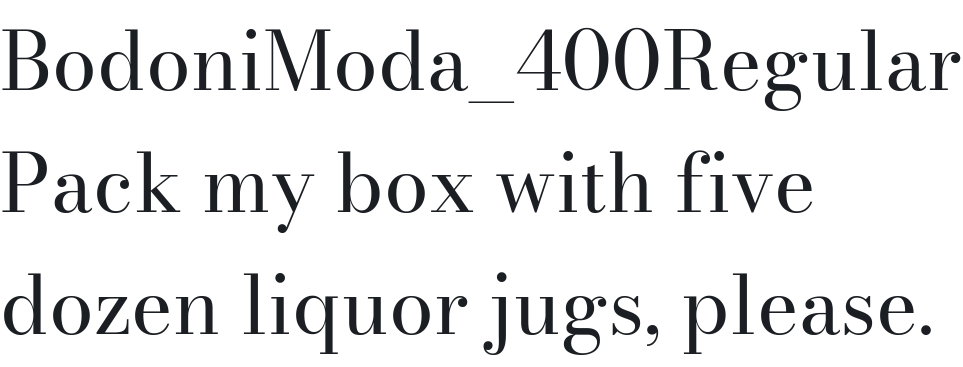 BodoniModa_400Regular
Pack my box with five
dozen liquor jugs, please.